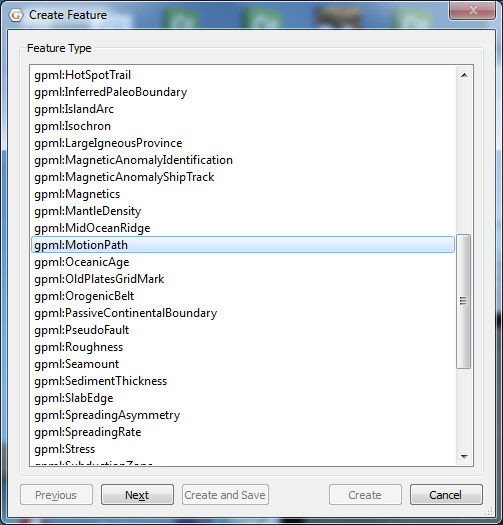 Create Feature
Feature Type
gpml:HotSpotTrail
gpml:InferredPaleoBoundary
gpml:IslandArc
gpml:Isochron
gpml:LargeIgneousProvince
gpml:MagneticAnomalyIdentification
gpml:MagneticAnomalyShipTrack
gpml:Magnetics
gpml:MantleDensity
gpml:MidOceanRidge
gpml:MotionPath
gpml:OceanicAge
gpml:OldPlatesGridMark
gpml:OrogenicBelt
gpml:PassiveContinentalBoundary
gpml:PseudoFault
gpml:Roughness
gpml:Seamount
gpml:SedimentThickness
gpml:SlabEdge
gpml:SpreadingAsymmetry
gpml:SpreadingRate
gpml:Stress
gpml:SubductionZone
Previous Next Create and Save Create Cancel